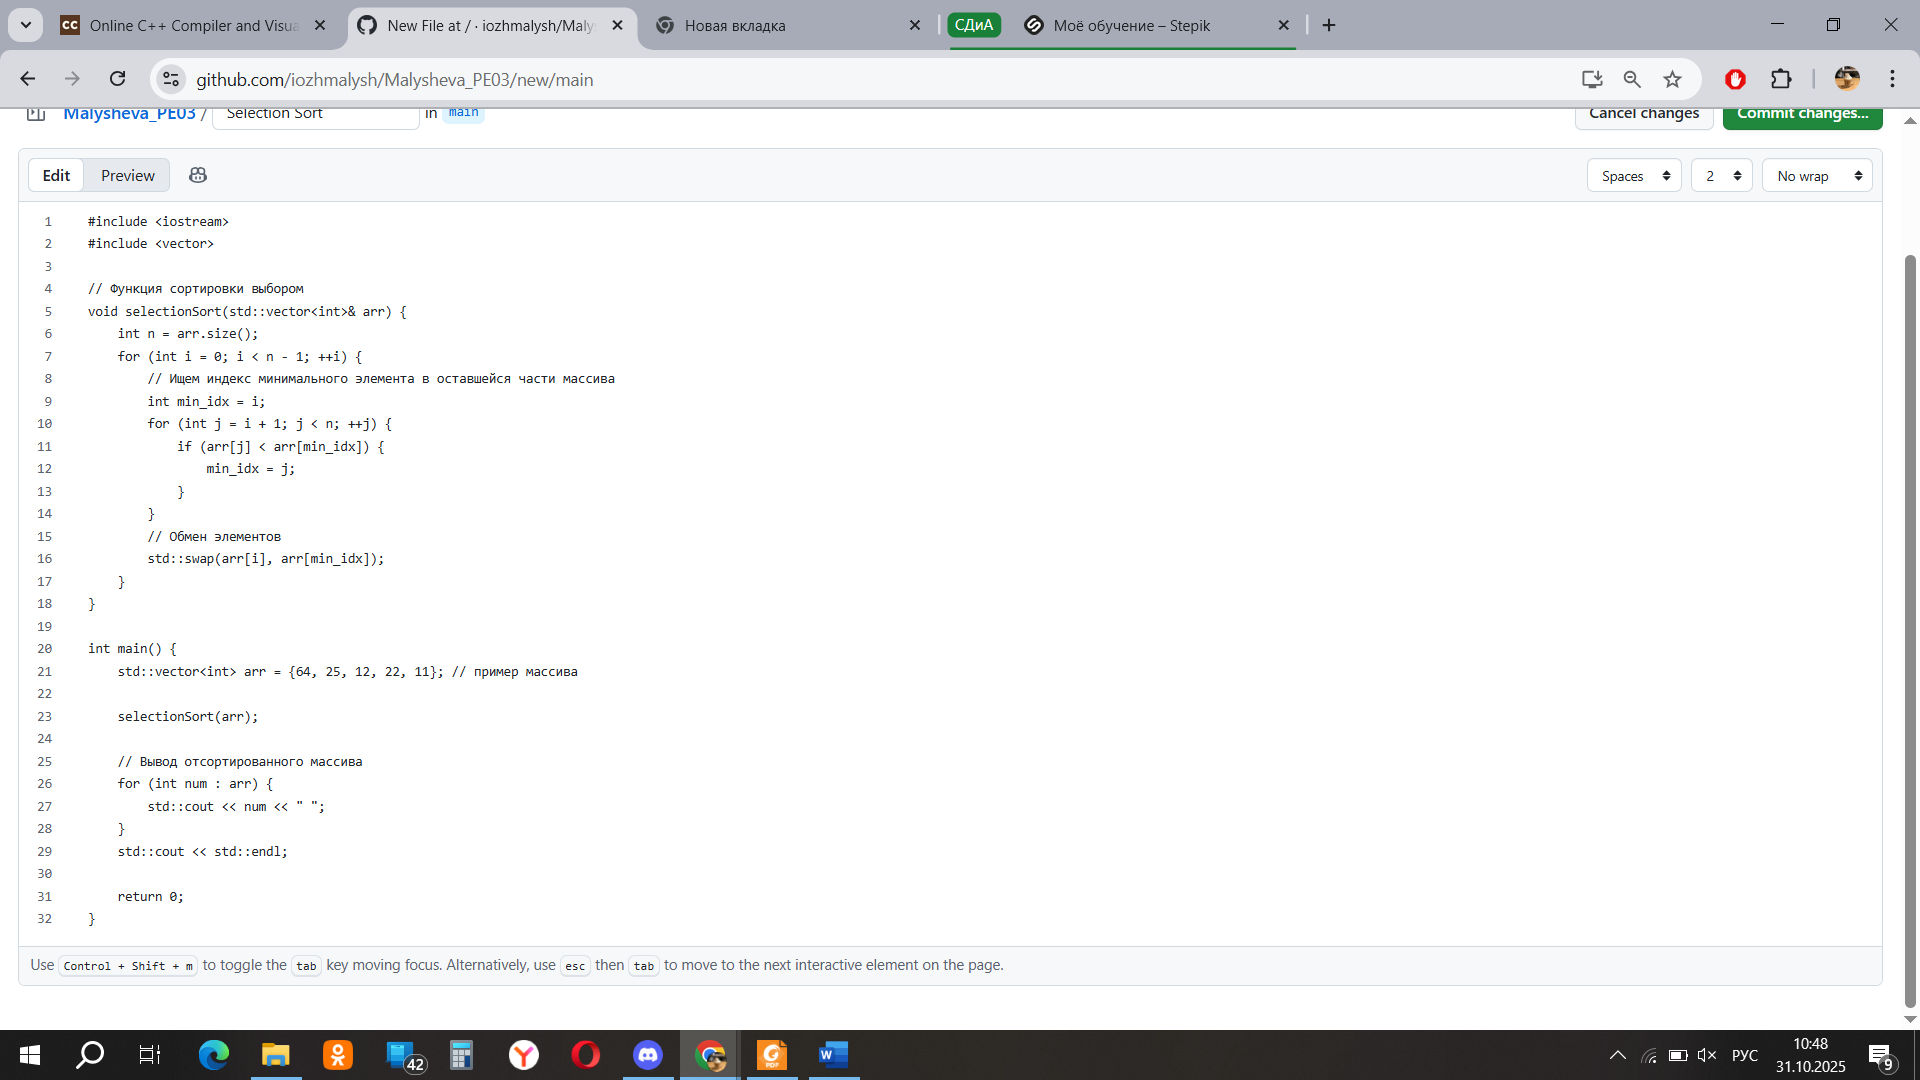 Online C++ Compiler and Visua
New File at / · iozhmalysh/Maly
Новая вкладка
СДиА
Моё обучение – Stepik
github.com/iozhmalysh/Malysheva_PE03/new/main
Malysheva_PE03 / Selection Sort in main
Cancel changes
Commit changes...
Edit
Preview
Spaces
2
No wrap
1 #include <iostream>
2 #include <vector>
3
4 // Функция сортировки выбором
5 void selectionSort(std::vector<int>& arr) {
6 int n = arr.size();
7 for (int i = 0; i < n - 1; ++i) {
8 // Ищем индекс минимального элемента в оставшейся части массива
9 int min_idx = i;
10 for (int j = i + 1; j < n; ++j) {
11 if (arr[j] < arr[min_idx]) {
12 min_idx = j;
13 }
14 }
15 // Обмен элементов
16 std::swap(arr[i], arr[min_idx]);
17 }
18 }
19
20 int main() {
21 std::vector<int> arr = {64, 25, 12, 22, 11}; // пример массива
22
23 selectionSort(arr);
24
25 // Вывод отсортированного массива
26 for (int num : arr) {
27 std::cout << num << " ";
28 }
29 std::cout << std::endl;
30
31 return 0;
32 }
Use Control + Shift + m to toggle the tab key moving focus. Alternatively, use esc then tab to move to the next interactive element on the page.
42
РУС
10:48
31.10.2025
9